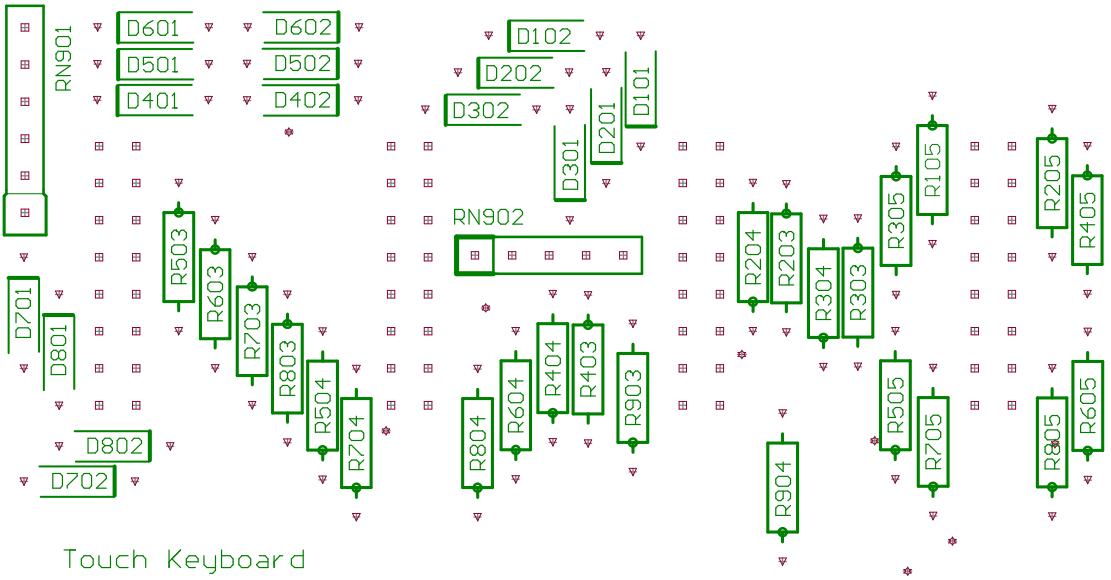 RN901
D601
D602
D102
D501
D502
D202
D101
D401
D402
D302
D201
D301
R105
R305
R205
R405
RN902
R503
R603
R204
R203
R304
R303
D701
D801
R703
R803
R504
R704
R404
R403
R604
R804
R903
R505
R705
R605
R805
D802
D702
R904
Touch Keyboard